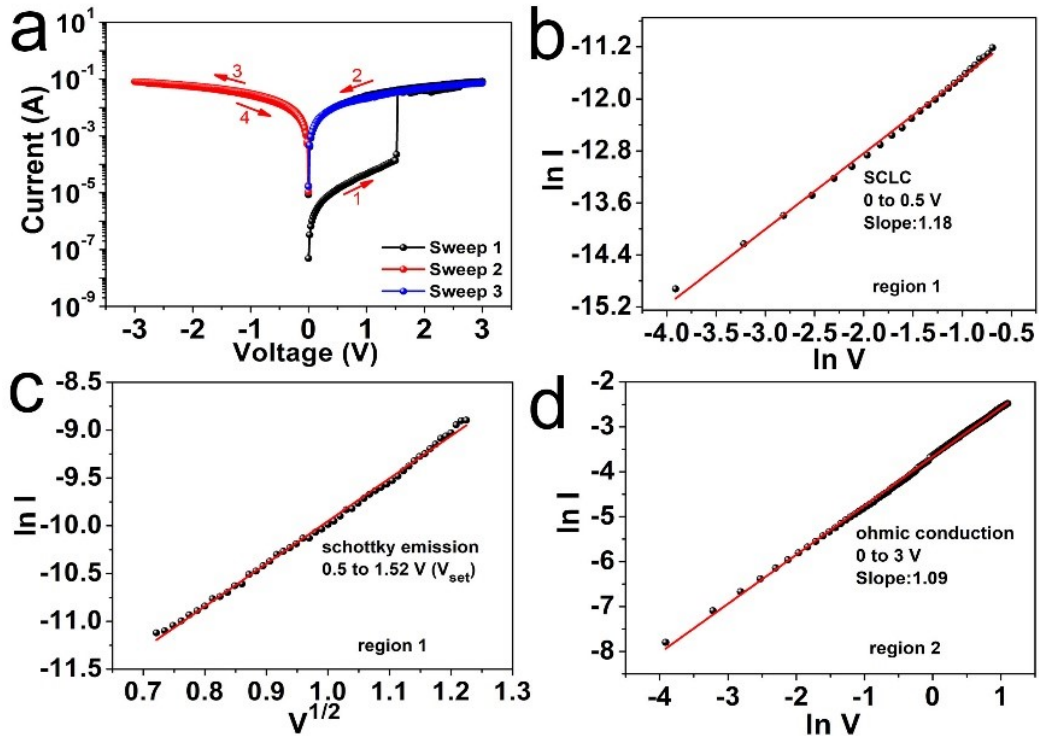 a
Current (A)
10^1
10^-1
10^-3
10^-5
10^-7
10^-9
3
4
2
1
Sweep 1
Sweep 2
Sweep 3
-3 -2 -1 0 1 2 3
Voltage (V)
b
ln I
-11.2
-12.0
-12.8
-13.6
-14.4
-15.2
SCLC
0 to 0.5 V
Slope:1.18
region 1
-4.0 -3.5 -3.0 -2.5 -2.0 -1.5 -1.0 -0.5
ln V
c
ln I
-8.5
-9.0
-9.5
-10.0
-10.5
-11.0
-11.5
schottky emission
0.5 to 1.52 V (V_set)
region 1
0.7 0.8 0.9 1.0 1.1 1.2 1.3
V^1/2
d
ln I
-2
-3
-4
-5
-6
-7
-8
ohmic conduction
0 to 3 V
Slope:1.09
region 2
-4 -3 -2 -1 0 1
ln V